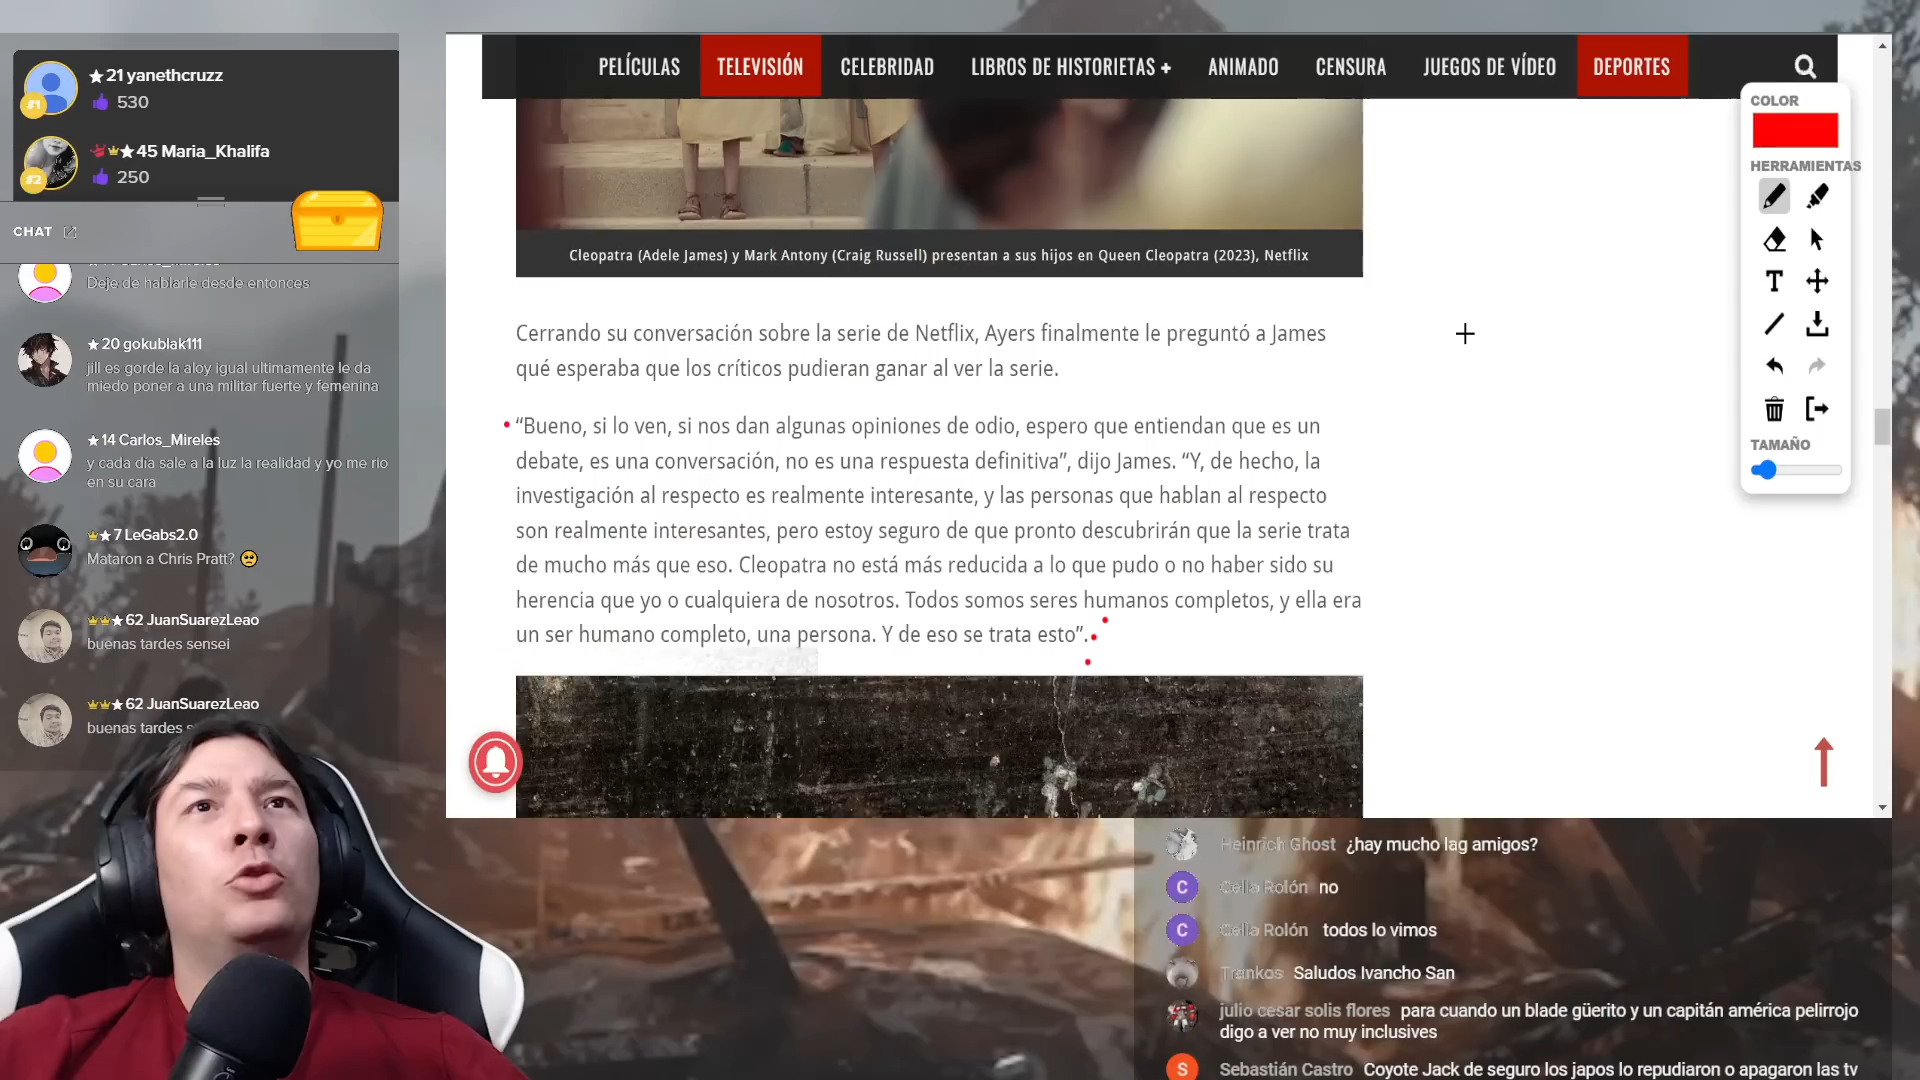 ★21 yanethcruzz
#1
530
★45 Maria_Khalifa
#2
250
CHAT
Deje de hablarle desde entonces
★20 gokublak111
jill es gorde la aloy igual ultimamente le da
miedo poner a una militar fuerte y femenina
★14 Carlos_Mireles
y cada día sale a la luz la realidad y yo me rio
en su cara
★7 LeGabs2.0
Mataron a Chris Pratt? 🥺
★62 JuanSuarezLeao
buenas tardes sensei
★62 JuanSuarezLeao
buenas tardes
PELÍCULAS TELEVISIÓN CELEBRIDAD LIBROS DE HISTORIETAS + ANIMADO CENSURA JUEGOS DE VÍDEO DEPORTES
Cleopatra (Adele James) y Mark Antony (Craig Russell) presentan a sus hijos en Queen Cleopatra (2023), Netflix
Cerrando su conversación sobre la serie de Netflix, Ayers finalmente le preguntó a James
qué esperaba que los críticos pudieran ganar al ver la serie.
“Bueno, si lo ven, si nos dan algunas opiniones de odio, espero que entiendan que es un
debate, es una conversación, no es una respuesta definitiva”, dijo James. “Y, de hecho, la
investigación al respecto es realmente interesante, y las personas que hablan al respecto
son realmente interesantes, pero estoy seguro de que pronto descubrirán que la serie trata
de mucho más que eso. Cleopatra no está más reducida a lo que pudo o no haber sido su
herencia que yo o cualquiera de nosotros. Todos somos seres humanos completos, y ella era
un ser humano completo, una persona. Y de eso se trata esto”.
COLOR
HERRAMIENTAS
T
TAMAÑO
Heinrich Ghost ¿hay mucho lag amigos?
C Cella Rolón no
C Cella Rolón todos lo vimos
Trankos Saludos Ivancho San
julio cesar solis flores para cuando un blade güerito y un capitán américa pelirrojo
digo a ver no muy inclusives
S Sebastián Castro Coyote Jack de seguro los japos lo repudiaron o apagaron las tv